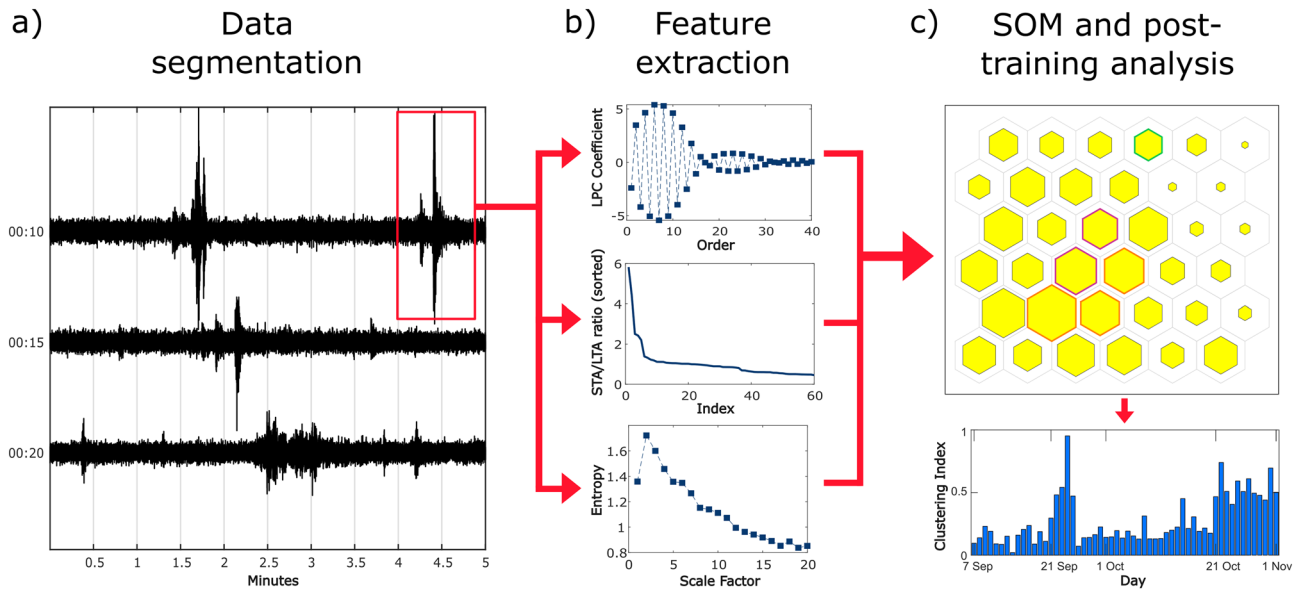 a) Data
segmentation
00:10
00:15
00:20
0.5 1 1.5 2 2.5 3 3.5 4 4.5 5
Minutes
b) Feature
extraction
LPC Coefficient
5
0
-5
0 10 20 30 40
Order
STA/LTA ratio (sorted)
6
4
2
0
0 20 40 60
Index
Entropy
1.6
1.4
1.2
1
0.8
0 5 10 15 20
Scale Factor
c) SOM and post-
training analysis
Clustering Index
1
0.5
0
7 Sep 21 Sep 1 Oct 21 Oct 1 Nov
Day